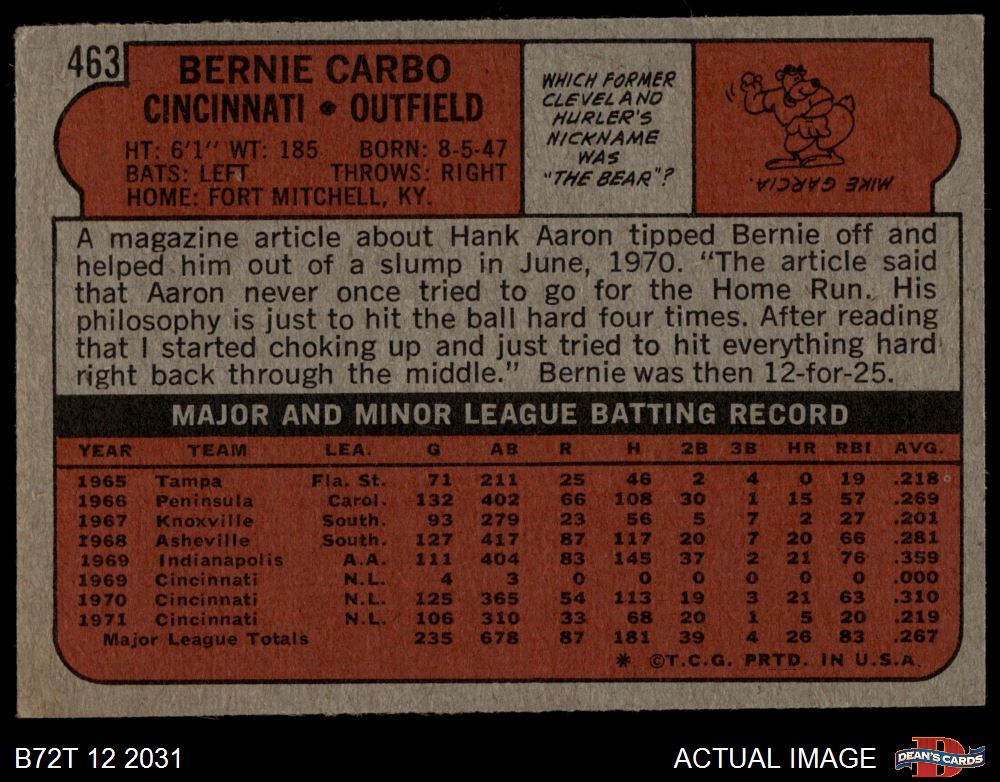 463
BERNIE CARBO
CINCINNATI • OUTFIELD
HT: 6'1" WT: 185 BORN: 8-5-47
BATS: LEFT THROWS: RIGHT
HOME: FORT MITCHELL, KY.
WHICH FORMER
CLEVELAND
HURLER'S
NICKNAME
WAS
"THE BEAR"?
MIKE GARCIA.
A magazine article about Hank Aaron tipped Bernie off and
helped him out of a slump in June, 1970. "The article said
that Aaron never once tried to go for the Home Run. His
philosophy is just to hit the ball hard four times. After reading
that I started choking up and just tried to hit everything hard
right back through the middle." Bernie was then 12-for-25.
MAJOR AND MINOR LEAGUE BATTING RECORD
YEAR TEAM LEA. G AB R H 2B 3B HR RBI AVG.
1965 Tampa Fla. St. 71 211 25 46 2 4 0 19 .218
1966 Peninsula Carol. 132 402 66 108 30 1 15 57 .269
1967 Knoxville South. 93 279 23 56 5 7 2 27 .201
1968 Asheville South. 127 417 87 117 20 7 20 66 .281
1969 Indianapolis A.A. 111 404 83 145 37 2 21 76 .359
1969 Cincinnati N.L. 4 3 0 0 0 0 0 0 .000
1970 Cincinnati N.L. 125 365 54 113 19 3 21 63 .310
1971 Cincinnati N.L. 106 310 33 68 20 1 5 20 .219
Major League Totals 235 678 87 181 39 4 26 83 .267
* ©T.C.G. PRTD. IN U.S.A.
B72T 12 2031
ACTUAL IMAGE
D
DEAN'S CARDS